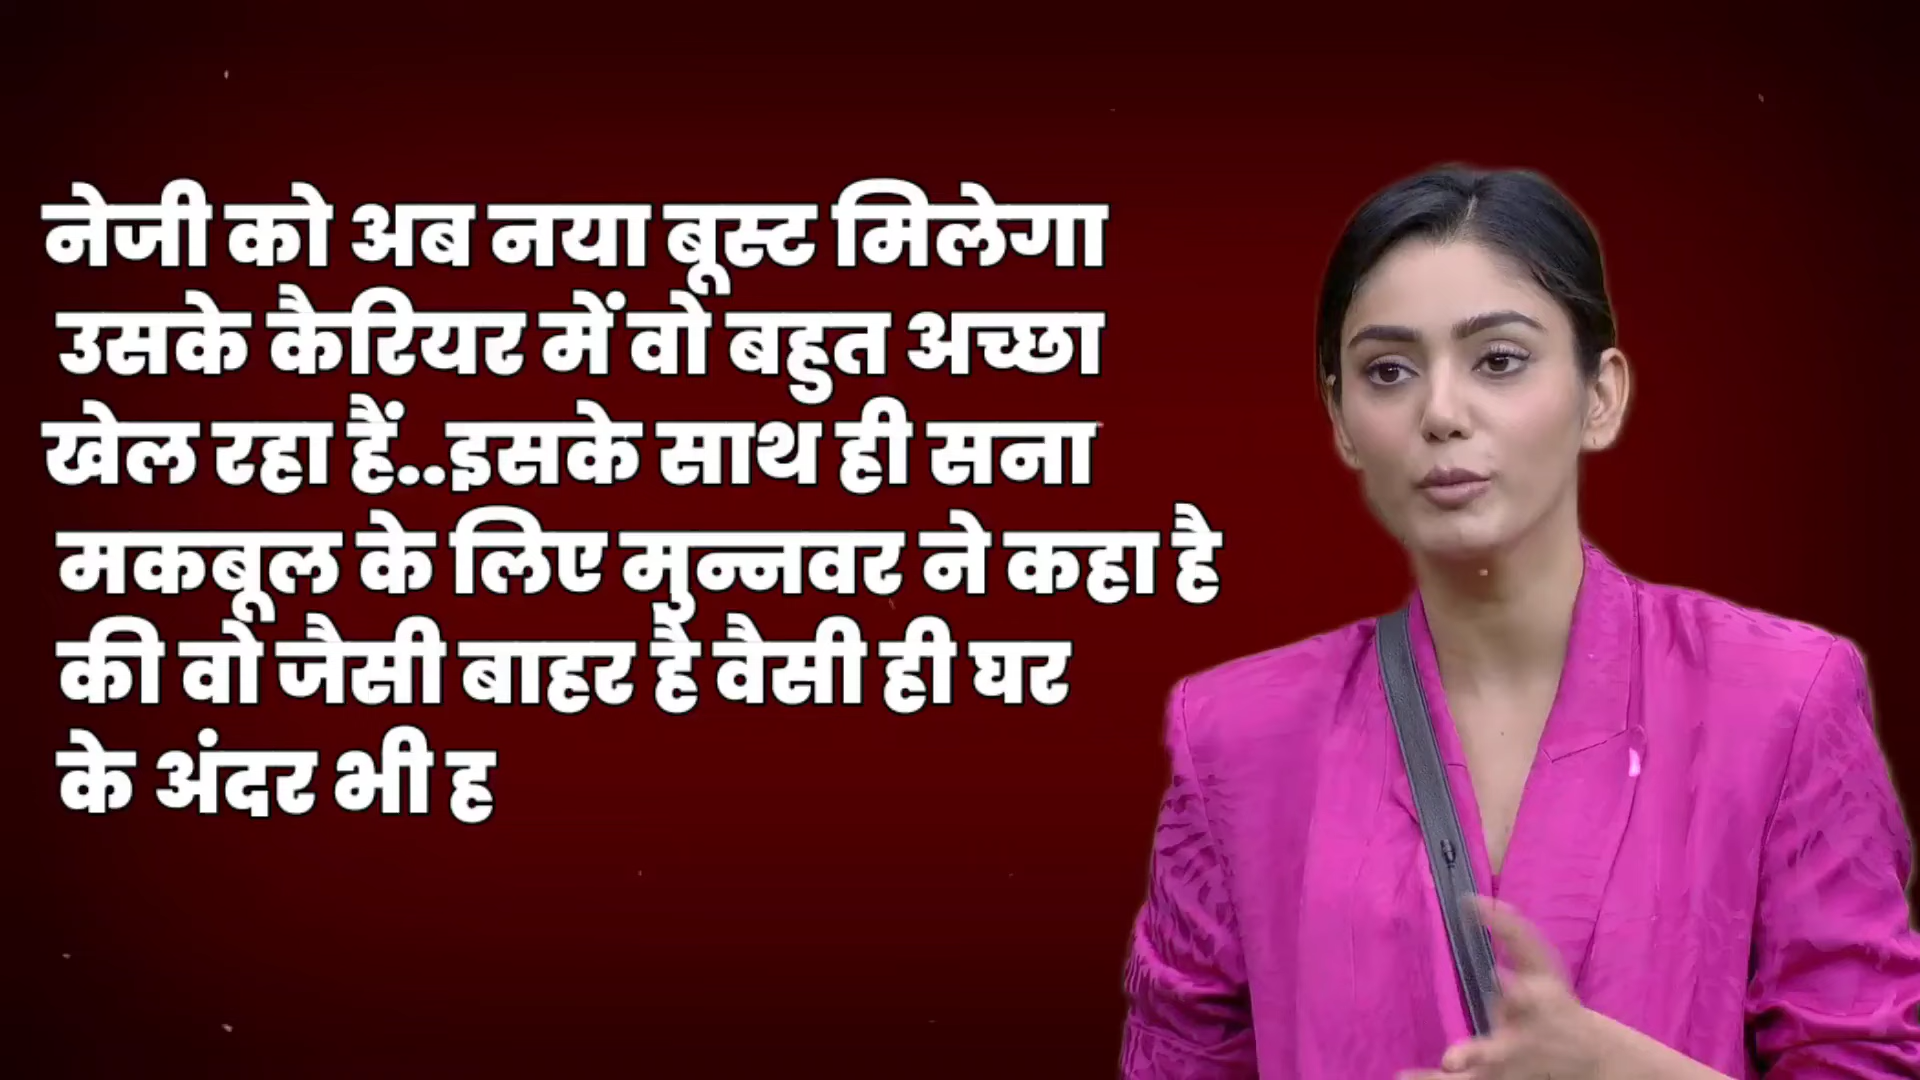 नेजी को अब नया बूस्ट मिलेगा
उसके कैरियर में वो बहुत अच्छा
खेल रहा हैं..इसके साथ ही सना
मकबूल के लिए मुन्नवर ने कहा है
की वो जैसी बाहर है वैसी ही घर
के अंदर भी ह